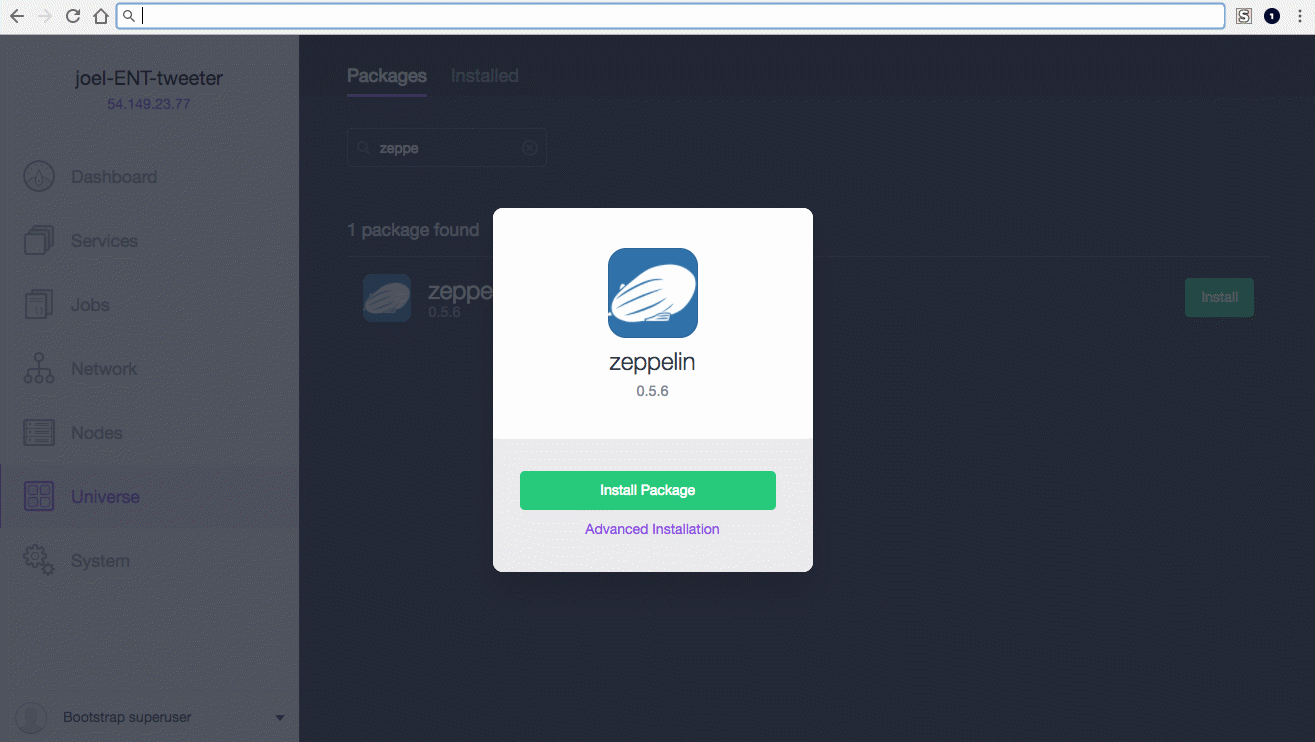 joel-ENT-tweeter
54.149.23.77
Dashboard
Services
Jobs
Network
Nodes
Universe
System
Bootstrap superuser
Packages Installed
zeppe
1 package found
zeppe
0.5.6
Install
zeppelin
0.5.6
Install Package
Advanced Installation
S
1